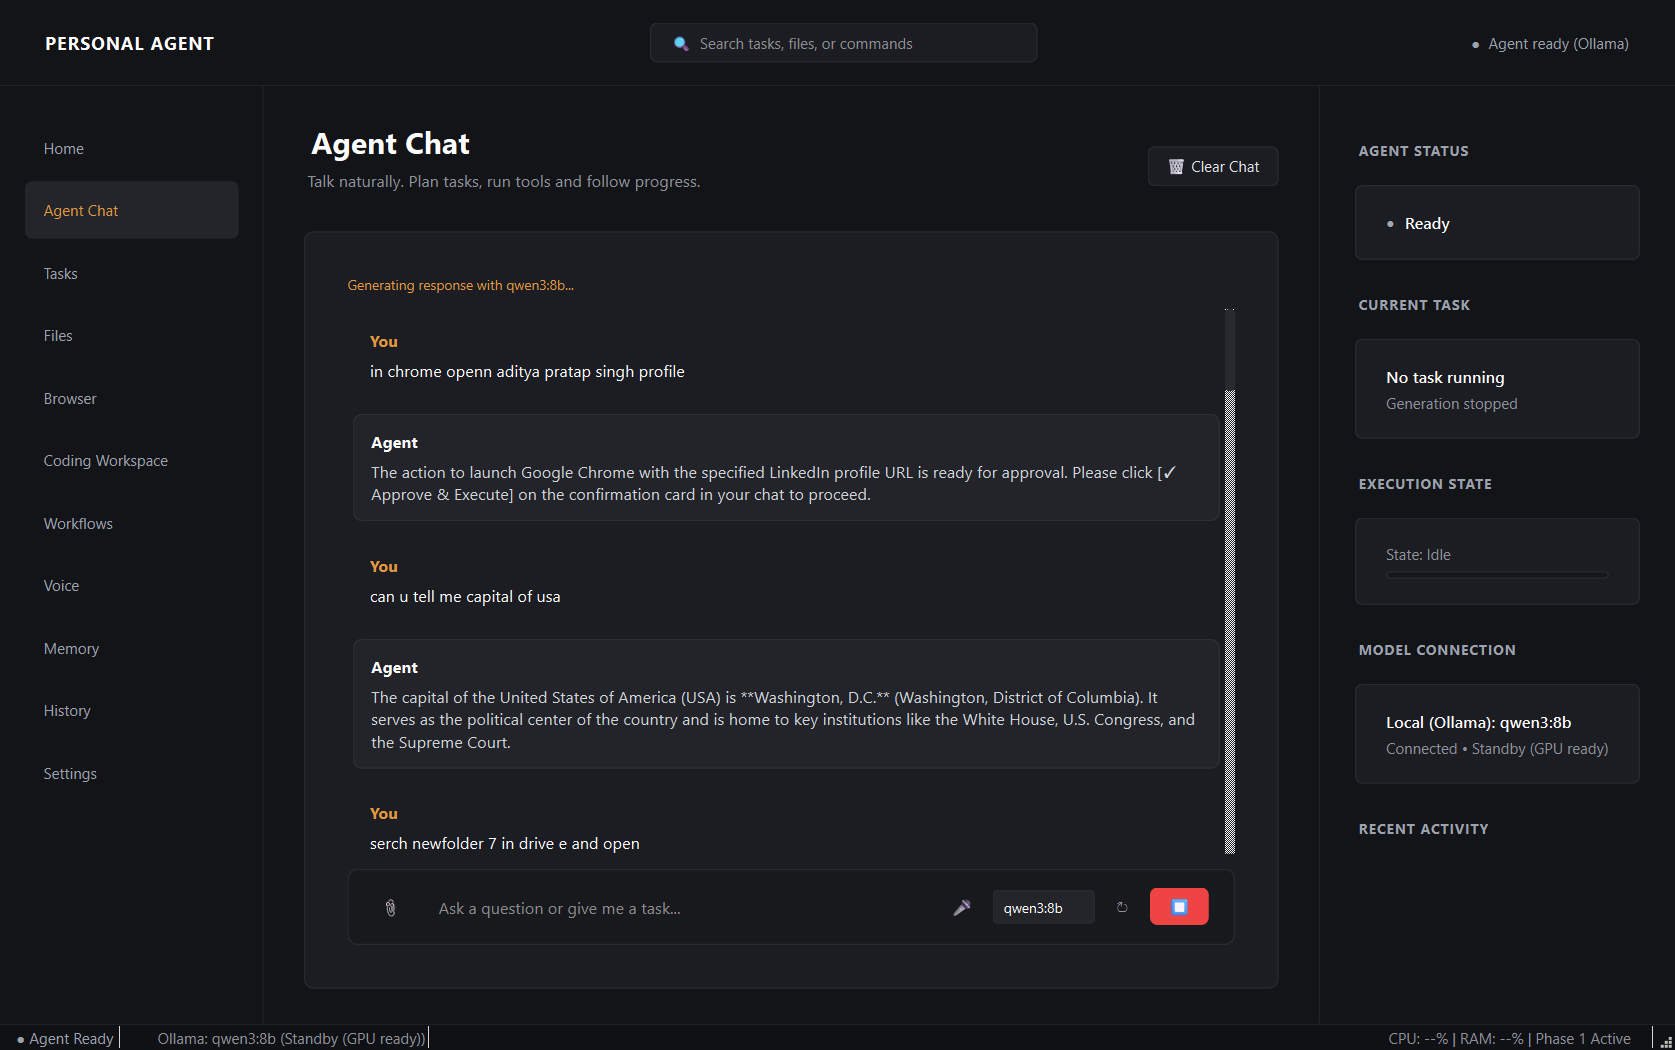 PERSONAL AGENT
Search tasks, files, or commands
● Agent ready (Ollama)
Home
Agent Chat
Tasks
Files
Browser
Coding Workspace
Workflows
Voice
Memory
History
Settings
Agent Chat
Talk naturally. Plan tasks, run tools and follow progress.
Clear Chat
Generating response with qwen3:8b...
You
in chrome openn aditya pratap singh profile
Agent
The action to launch Google Chrome with the specified LinkedIn profile URL is ready for approval. Please click [✓
Approve & Execute] on the confirmation card in your chat to proceed.
You
can u tell me capital of usa
Agent
The capital of the United States of America (USA) is **Washington, D.C.** (Washington, District of Columbia). It
serves as the political center of the country and is home to key institutions like the White House, U.S. Congress, and
the Supreme Court.
You
serch newfolder 7 in drive e and open
Ask a question or give me a task...
qwen3:8b
AGENT STATUS
● Ready
CURRENT TASK
No task running
Generation stopped
EXECUTION STATE
State: Idle
MODEL CONNECTION
Local (Ollama): qwen3:8b
Connected • Standby (GPU ready)
RECENT ACTIVITY
● Agent Ready
Ollama: qwen3:8b (Standby (GPU ready))
CPU: --% | RAM: --% | Phase 1 Active